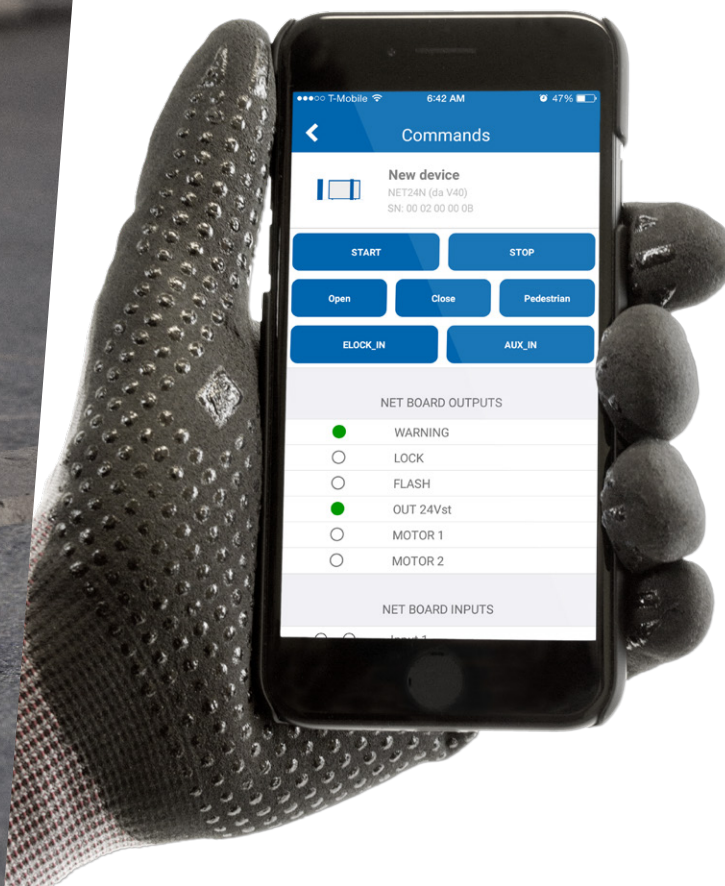 T-Mobile 6:42 AM 47%
Commands
New device
NET24N (da V40)
SN: 00 02 00 00 0B
START STOP
Open Close Pedestrian
ELOCK_IN AUX_IN
NET BOARD OUTPUTS
WARNING
LOCK
FLASH
OUT 24Vst
MOTOR 1
MOTOR 2
NET BOARD INPUTS
Input 1